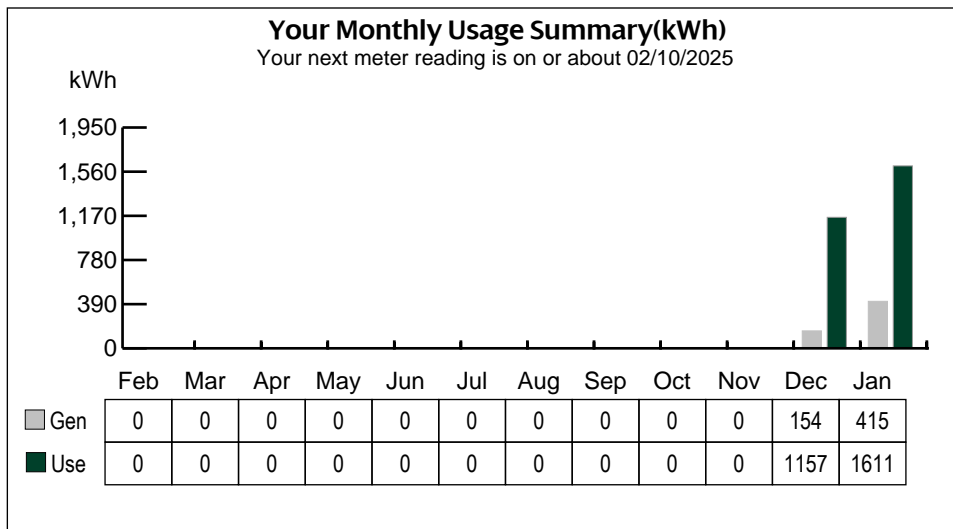 Your Monthly Usage Summary(kWh)
Your next meter reading is on or about 02/10/2025
kWh
1,950
1,560
1,170
780
390
0
Feb Mar Apr May Jun Jul Aug Sep Oct Nov Dec Jan
Gen 0 0 0 0 0 0 0 0 0 0 154 415
Use 0 0 0 0 0 0 0 0 0 0 1157 1611